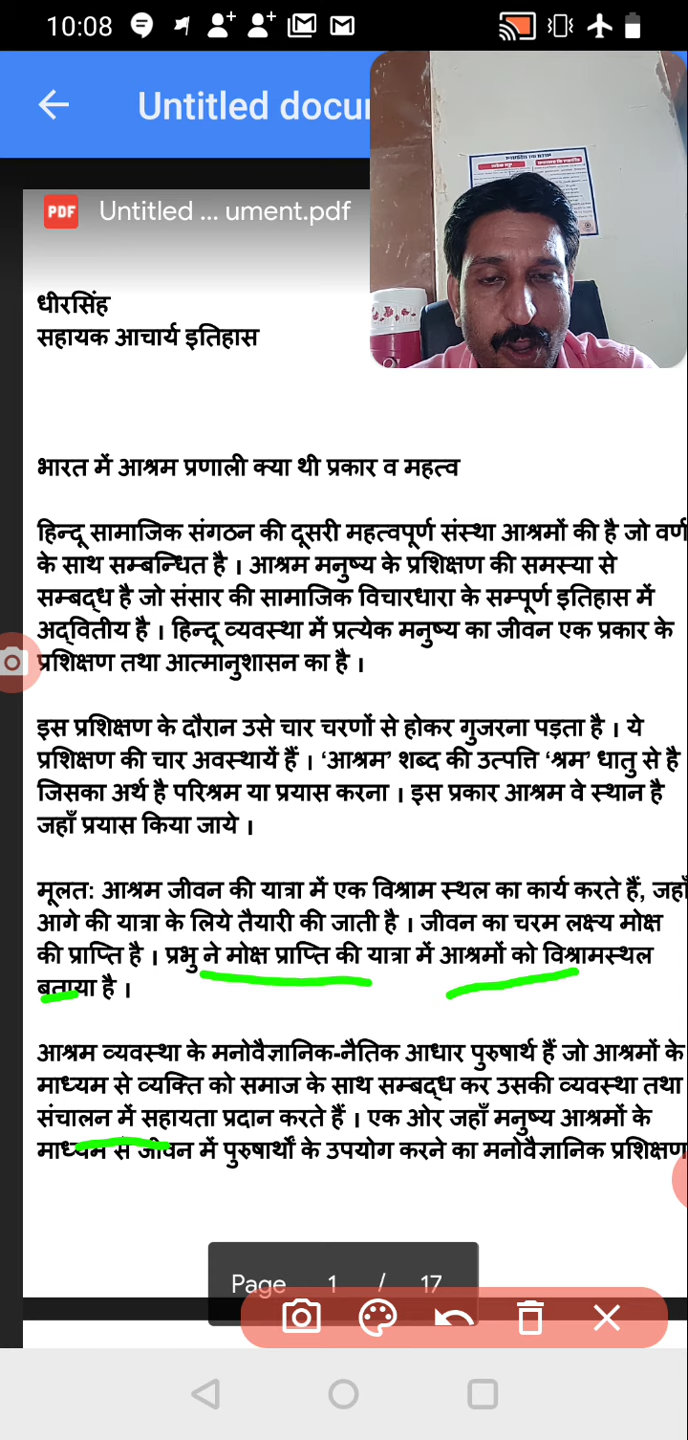 10:08
Untitled docu
PDF Untitled ... ument.pdf
धीरसिंह
सहायक आचार्य इतिहास
भारत में आश्रम प्रणाली क्या थी प्रकार व महत्व
हिन्दू सामाजिक संगठन की दूसरी महत्वपूर्ण संस्था आश्रमों की है जो वर्ण
के साथ सम्बन्धित है । आश्रम मनुष्य के प्रशिक्षण की समस्या से
सम्बद्ध है जो संसार की सामाजिक विचारधारा के सम्पूर्ण इतिहास में
अद्वितीय है । हिन्दू व्यवस्था में प्रत्येक मनुष्य का जीवन एक प्रकार के
प्रशिक्षण तथा आत्मानुशासन का है ।
इस प्रशिक्षण के दौरान उसे चार चरणों से होकर गुजरना पड़ता है । ये
प्रशिक्षण की चार अवस्थायें हैं । ‘आश्रम’ शब्द की उत्पत्ति ‘श्रम’ धातु से है
जिसका अर्थ है परिश्रम या प्रयास करना । इस प्रकार आश्रम वे स्थान है
जहाँ प्रयास किया जाये ।
मूलत: आश्रम जीवन की यात्रा में एक विश्राम स्थल का कार्य करते हैं, जहाँ
आगे की यात्रा के लिये तैयारी की जाती है । जीवन का चरम लक्ष्य मोक्ष
की प्राप्ति है । प्रभु ने मोक्ष प्राप्ति की यात्रा में आश्रमों को विश्रामस्थल
बताया है ।
आश्रम व्यवस्था के मनोवैज्ञानिक-नैतिक आधार पुरुषार्थ हैं जो आश्रमों के
माध्यम से व्यक्ति को समाज के साथ सम्बद्ध कर उसकी व्यवस्था तथा
संचालन में सहायता प्रदान करते हैं । एक ओर जहाँ मनुष्य आश्रमों के
माध्यम से जीवन में पुरुषार्थों के उपयोग करने का मनोवैज्ञानिक प्रशिक्षण
Page 1 / 17